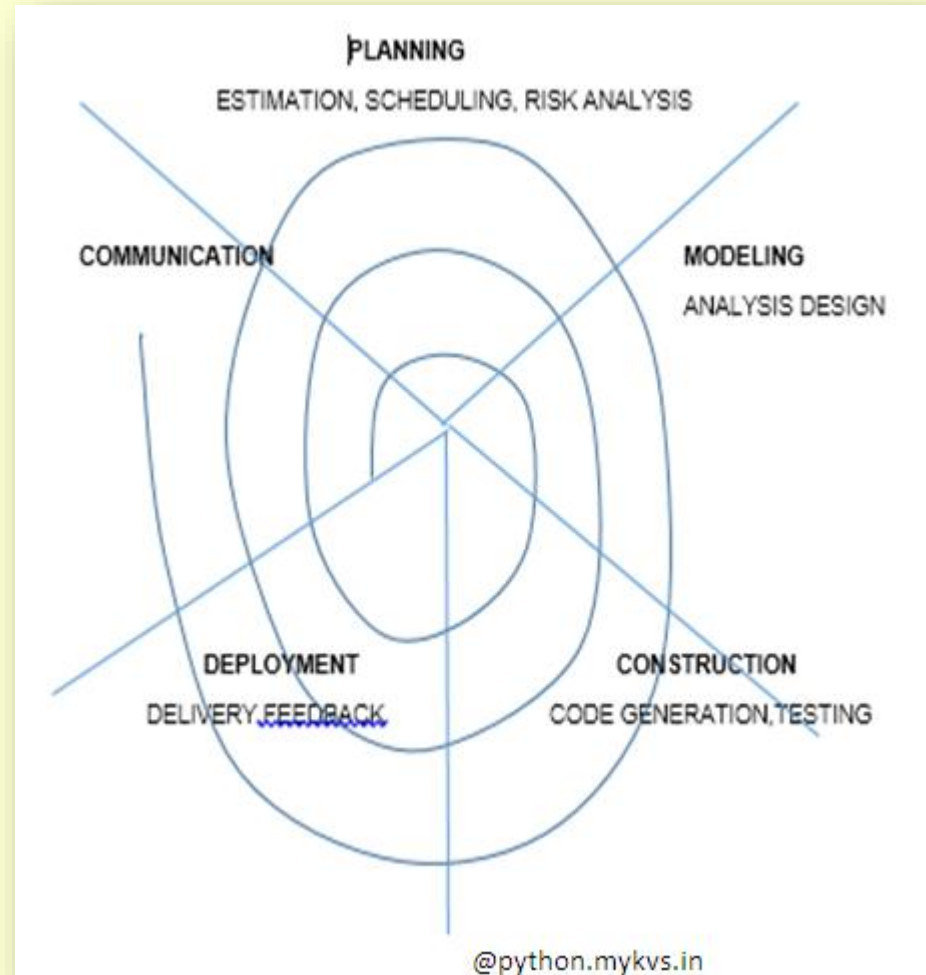 PLANNING
ESTIMATION, SCHEDULING, RISK ANALYSIS
COMMUNICATION
MODELING
ANALYSIS DESIGN
DEPLOYMENT
DELIVERY FEEDBACK
CONSTRUCTION
CODE GENERATION,TESTING
@python.mykvs.in